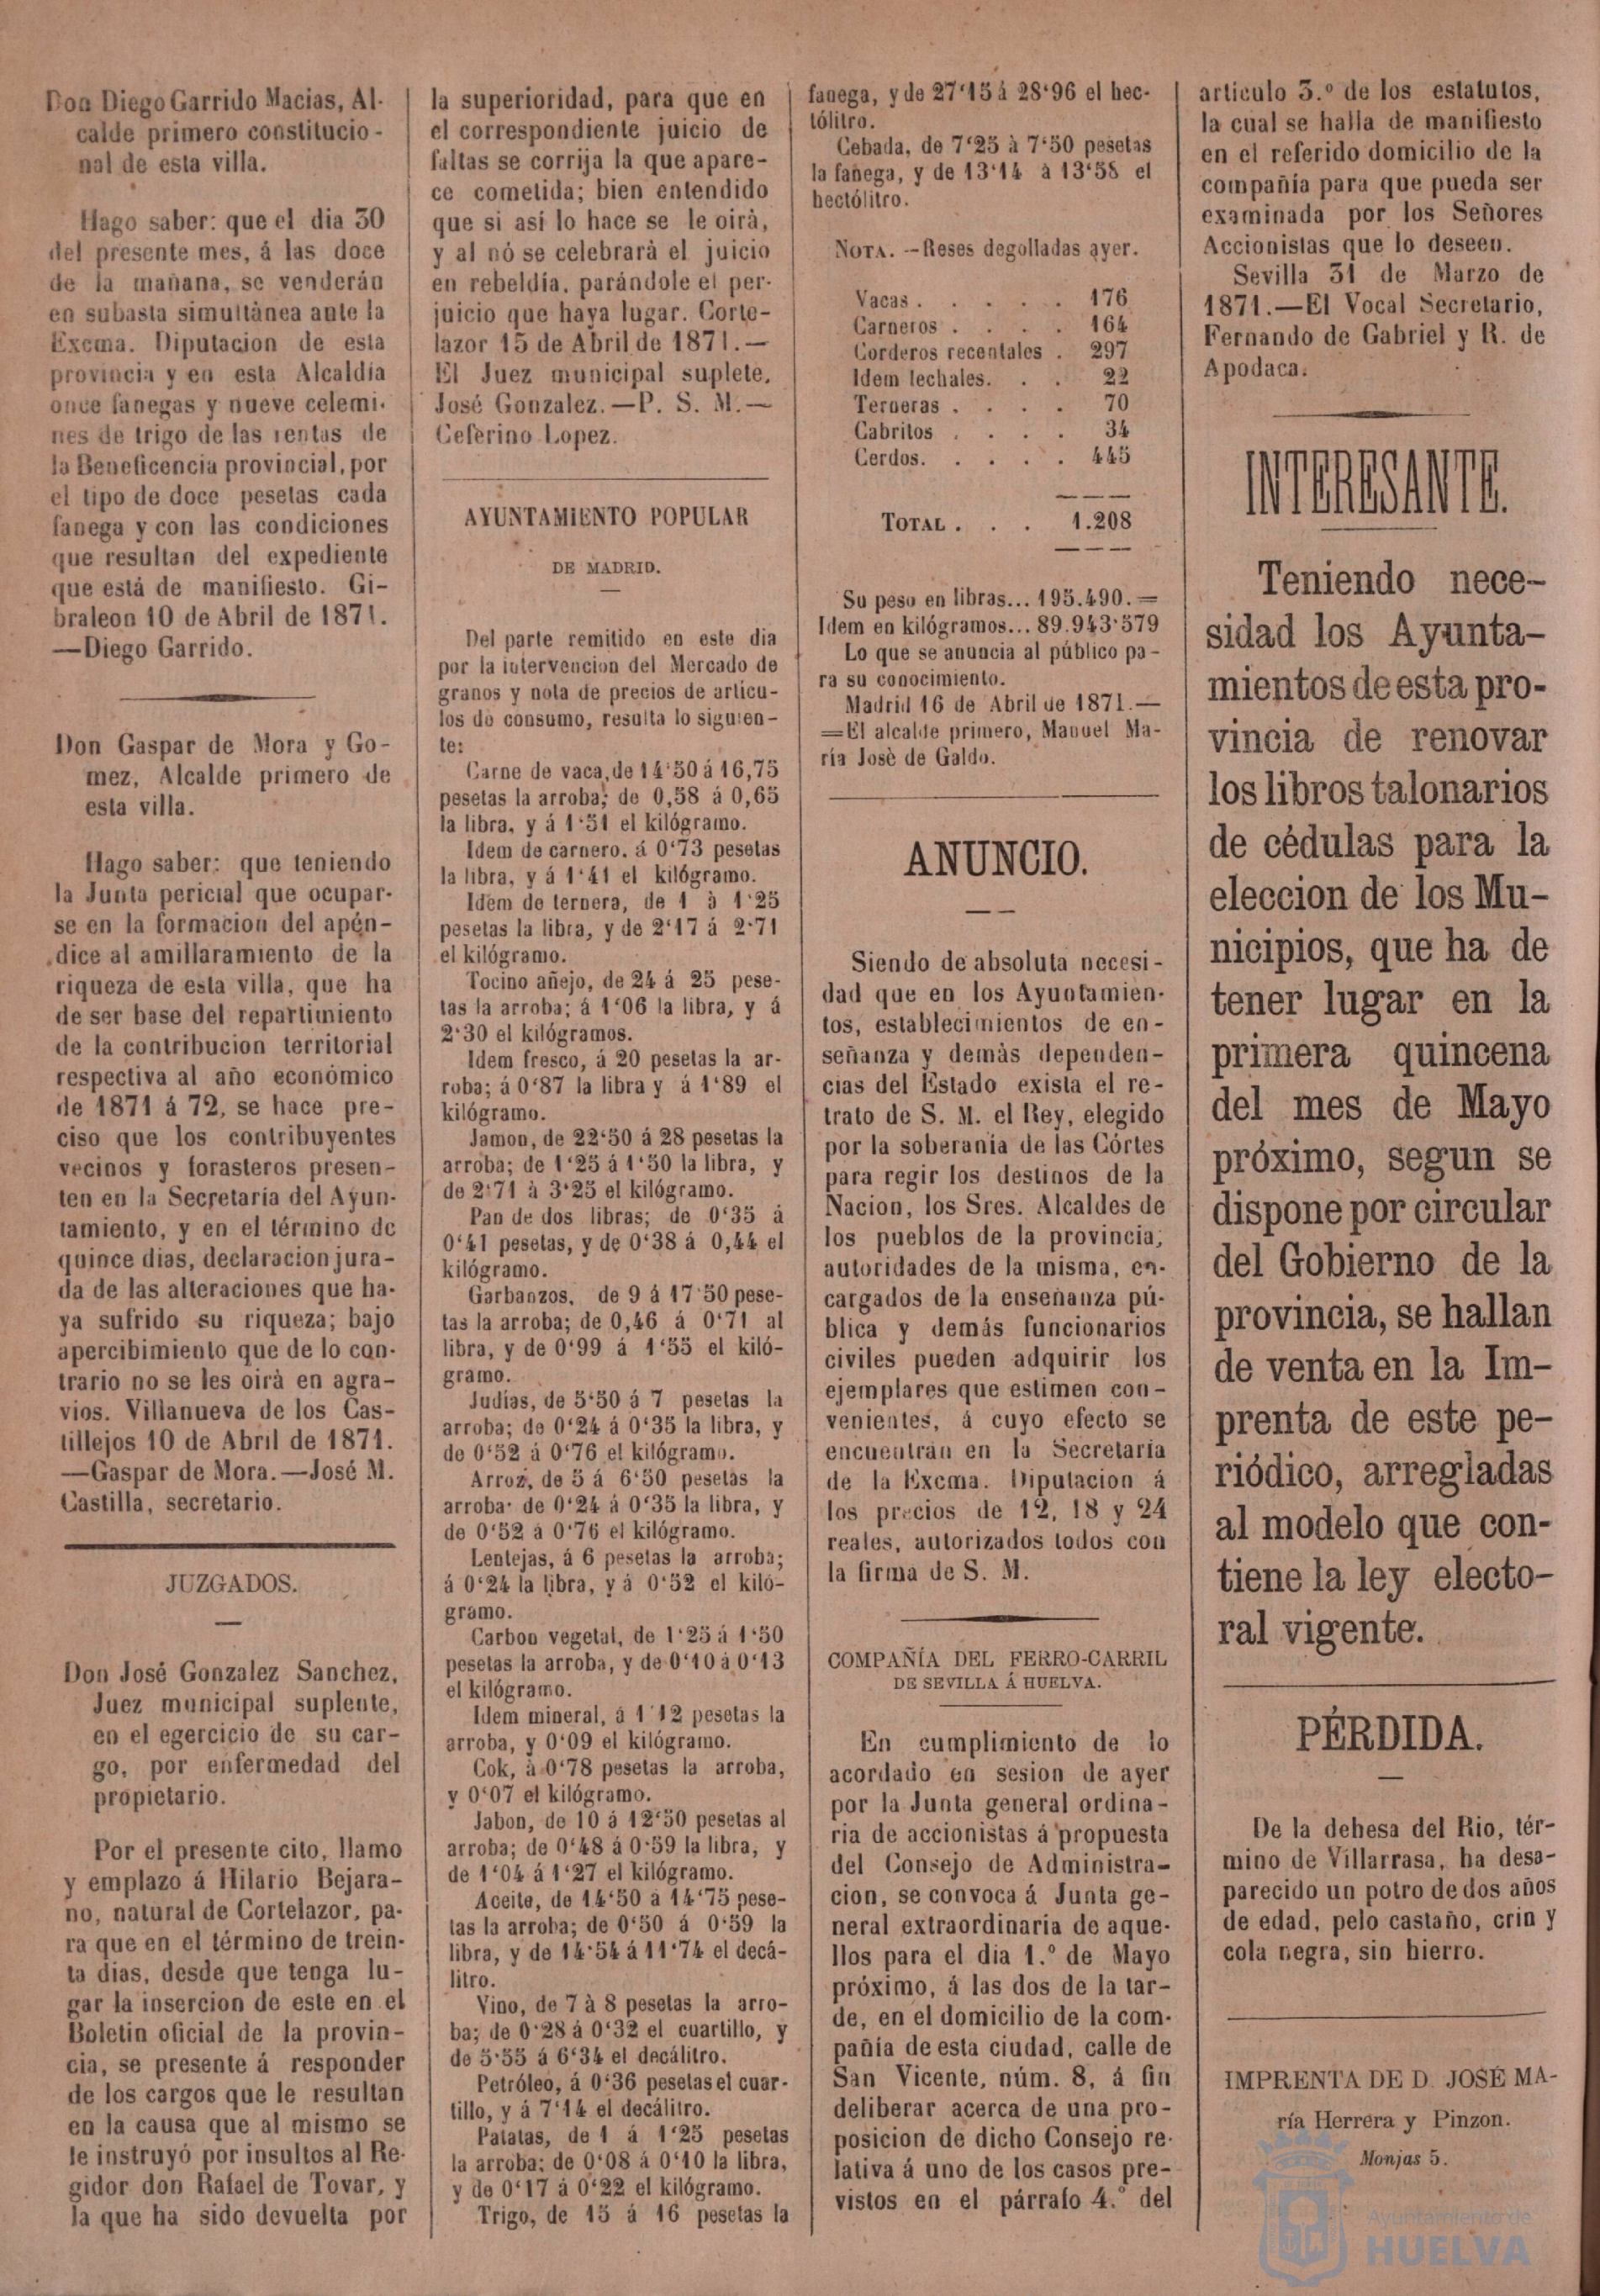 Don Diego Garrido Macias, Al-
calde primero constitucio-
nal de esta villa.
Hago saber: que el dia 30
del presente mes, á las doce
de la mañana, se venderán
en subasta simultánea ante la
Excma. Diputacion de esta
provincia y en esta Alcaldía
once fanegas y nueve celemi-
nes de trigo de las rentas de
la Beneficencia provincial, por
el tipo de doce pesetas cada
fanega y con las condiciones
que resultan del expediente
que está de manifiesto. Gi-
braleon 10 de Abril de 1871.
—Diego Garrido.
Don Gaspar de Mora y Go-
mez, Alcalde primero de
esta villa.
Hago saber: que teniendo
la Junta pericial que ocupar-
se en la formacion del apén-
dice al amillaramiento de la
riqueza de esta villa, que ha
de ser base del repartimiento
de la contribucion territorial
respectiva al año económico
de 1871 á 72, se hace pre-
ciso que los contribuyentes
vecinos y forasteros presen-
ten en la Secretaría del Ayun-
tamiento, y en el término de
quince dias, declaracion jura-
da de las alteraciones que ha-
ya sufrido su riqueza; bajo
apercibimiento que de lo con-
trario no se les oirà en agra-
vios. Villanueva de los Cas-
tillejos 10 de Abril de 1871.
—Gaspar de Mora.—José M.
Castilla, secretario.
JUZGADOS.
Don José Gonzalez Sanchez,
Juez municipal suplente,
en el egercicio de su car-
go, por enfermedad del
propietario.
Por el presente cito, llamo
y emplazo á Hilario Bejara-
no, natural de Cortelazor, pa-
ra que en el término de trein-
ta dias, desde que tenga lu-
gar la insercion de este en el
Boletin oficial de la provin-
cia, se presente á responder
de los cargos que le resultan
en la causa que al mismo se
le instruyó por insultos al Re-
gidor don Rafael de Tovar, y
la que ha sido devuelta por
la superioridad, para que en
el correspondiente juicio de
faltas se corrija la que apare-
ce cometida; bien entendido
que si así lo hace se le oirà,
y al nó se celebrarà el juicio
en rebeldía, parándole el per-
juicio que haya lugar. Corte-
lazor 15 de Abril de 1871.—
El Juez municipal suplete,
José Gonzalez.—P. S. M.—
Ceferino Lopez.
AYUNTAMIENTO POPULAR
DE MADRID.
Del parte remitido en este dia
por la intervencion del Mercado de
granos y nota de precios de articu-
los de consumo, resulta lo siguien-
te:
Carne de vaca, de 14'50 á 16,75
pesetas la arroba; de 0,58 á 0,65
la libra, y á 1'31 el kilógramo.
Idem de carnero, á 0'73 pesetas
la libra, y á 1'41 el kilógramo.
Idem de ternera, de 1 à 1'25
pesetas la libra, y de 2'17 á 2'71
el kilógramo.
Tocino añejo, de 24 á 25 pese-
tas la arroba; á 1'06 la libra, y á
2'30 el kilógramos.
Idem fresco, á 20 pesetas la ar-
roba; á 0'87 la libra y á 1'89 el
kilógramo.
Jamon, de 22'50 á 28 pesetas la
arroba; de 1'25 á 1'50 la libra, y
de 2'71 à 3'25 el kilógramo.
Pan de dos libras; de 0'35 á
0'41 pesetas, y de 0'38 á 0,44 el
kilógramo.
Garbanzos, de 9 á 17'50 pese-
tas la arroba; de 0,46 á 0'71 al
libra, y de 0'99 á 1'55 el kiló-
gramo.
Judias, de 5'50 á 7 pesetas la
arroba; de 0'24 á 0'35 la libra, y
de 0'52 á 0'76 el kilógramo.
Arroz, de 5 á 6'50 pesetas la
arroba· de 0'24 á 0'35 la libra, y
de 0'52 à 0'76 el kilógramo.
Lentejas, á 6 pesetas la arroba;
á 0'24 la libra, y á 0'52 el kiló-
gramo.
Carbon vegetal, de 1'25 á 1'50
pesetas la arroba, y de 0'10 á 0'13
el kilógramo.
Idem mineral, á 1'12 pesetas la
arroba, y 0'09 el kilógramo.
Cok, à 0'78 pesetas la arroba,
y 0'07 el kilógramo.
Jabon, de 10 á 12'50 pesetas al
arroba; de 0'48 á 0'59 la libra, y
de 1'04 á 1'27 el kilógramo.
Aceite, de 14'50 à 14'75 pese-
tas la arroba; de 0'50 á 0'59 la
libra, y de 14'54 á 11'74 el decá-
litro.
Vino, de 7 à 8 pesetas la arro-
ba; de 0'28 á 0'32 el cuartillo, y
de 5'55 á 6'34 el decálitro.
Petróleo, á 0'36 pesetas el cuar-
tillo, y á 7'14 el decálitro.
Patatas, de 1 á 1'25 pesetas
la arroba; de 0'08 á 0'10 la libra,
y de 0'17 á 0'22 el kilógramo.
Trigo, de 15 á 16 pesetas la
fanega, y de 27'15 á 28'96 el hec-
tólitro.
Cebada, de 7'25 à 7'50 pesetas
la fanega, y de 13'14 à 13'58 el
hectólitro.
NOTA.—Reses degolladas ayer.
Vacas . . . . . . 176
Carneros . . . . 164
Corderos recentales . 297
Idem lechales. . . 22
Terneras . . . . 70
Cabritos . . . . 34
Cerdos. . . . . . 445
TOTAL . . . 1.208
Su peso en libras... 195.490.=
Idem en kilógramos... 89.943'579
Lo que se anuncia al público pa-
ra su conocimiento.
Madrid 16 de Abril de 1871.—
=El alcalde primero, Manuel Ma-
ría Josè de Galdo.
ANUNCIO.
Siendo de absoluta necesi-
dad que en los Ayuntamien-
tos, establecimientos de en-
señanza y demàs dependen-
cias del Estado exista el re-
trato de S. M. el Rey, elegido
por la soberanía de las Córtes
para regir los destinos de la
Nacion, los Sres. Alcaldes de
los pueblos de la provincia,
autoridades de la misma, en-
cargados de la enseñanza pú-
blica y demás funcionarios
civiles pueden adquirir los
ejemplares que estimen con-
venientes, á cuyo efecto se
encuentrán en la Secretaría
de la Excma. Diputacion á
los precios de 12, 18 y 24
reales, autorizados todos con
la firma de S. M.
COMPAÑÍA DEL FERRO-CARRIL
DE SEVILLA Á HUELVA.
En cumplimiento de lo
acordado en sesion de ayer
por la Junta general ordina-
ria de accionistas á propuesta
del Consejo de Administra-
cion, se convoca á Junta ge-
neral extraordinaria de aque-
llos para el dia 1.º de Mayo
próximo, á las dos de la tar-
de, en el domicilio de la com-
pañía de esta ciudad, calle de
San Vicente, núm. 8, á fin
deliberar acerca de una pro-
posicion de dicho Consejo re-
lativa á uno de los casos pre-
vistos en el párrafo 4.º del
articulo 3.º de los estatutos,
la cual se halla de manifiesto
en el referido domicilio de la
compañía para que pueda ser
examinada por los Señores
Accionistas que lo deseen.
Sevilla 31 de Marzo de
1871.—El Vocal Secretario,
Fernando de Gabriel y R. de
Apodaca.
INTERESANTE.
Teniendo nece-
sidad los Ayunta-
mientos de esta pro-
vincia de renovar
los libros talonarios
de cédulas para la
eleccion de los Mu-
nicipios, que ha de
tener lugar en la
primera quincena
del mes de Mayo
próximo, segun se
dispone por circular
del Gobierno de la
provincia, se hallan
de venta en la Im-
prenta de este pe-
riódico, arregladas
al modelo que con-
tiene la ley electo-
ral vigente.
PÉRDIDA.
De la dehesa del Rio, tér-
mino de Villarrasa, ha desa-
parecido un potro de dos años
de edad, pelo castaño, crin y
cola negra, sin hierro.
IMPRENTA DE D. JOSÉ MA-
ría Herrera y Pinzon.
Monjas 5.
Ayuntamiento de
HUELVA